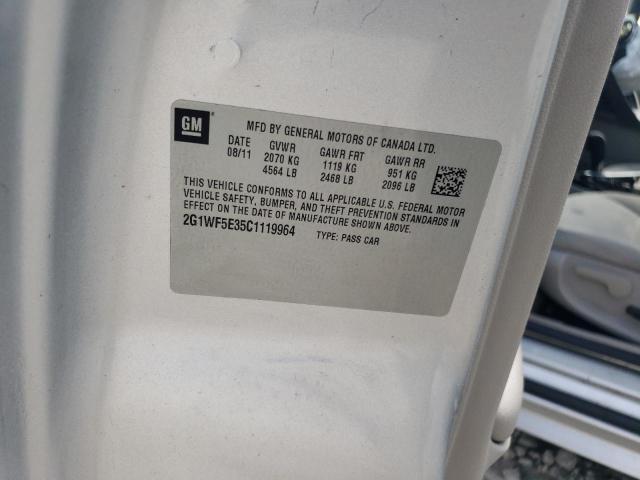 GM
MFD BY GENERAL MOTORS OF CANADA LTD.
DATE GVWR GAWR FRT GAWR RR
08/11 2070 KG 1119 KG 951 KG
4564 LB 2468 LB 2096 LB
THIS VEHICLE CONFORMS TO ALL APPLICABLE U.S. FEDERAL MOTOR
VEHICLE SAFETY, BUMPER, AND THEFT PREVENTION STANDARDS IN
EFFECT ON THE DATE OF MANUFACTURE SHOWN ABOVE.
2G1WF5E35C1119964 TYPE: PASS CAR